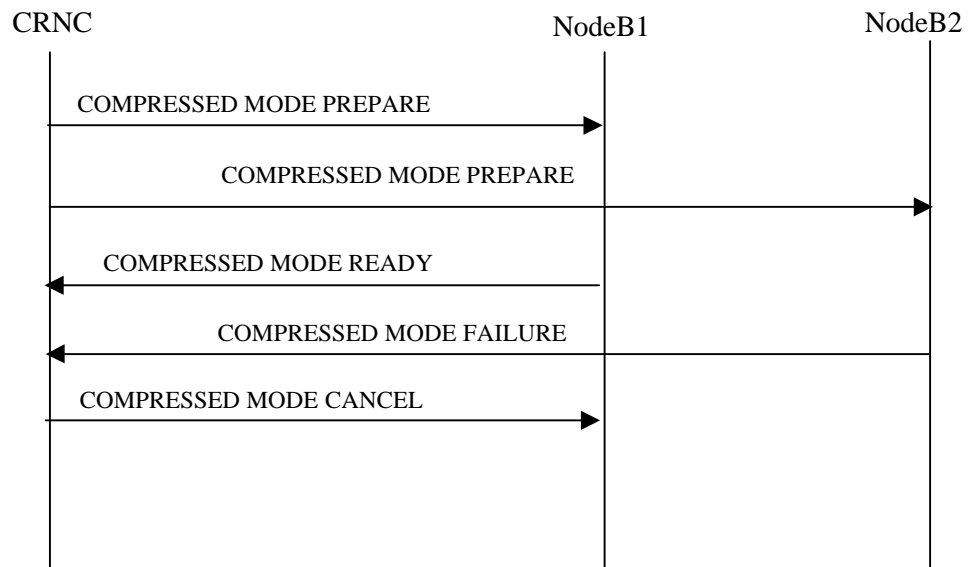 CRNC
NodeB1
NodeB2
COMPRESSED MODE PREPARE
COMPRESSED MODE PREPARE
COMPRESSED MODE READY
COMPRESSED MODE FAILURE
COMPRESSED MODE CANCEL